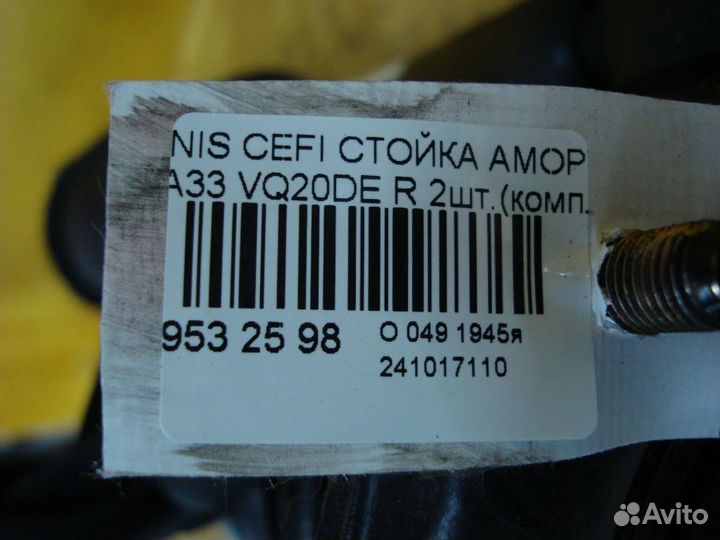 NIS CEFI СТОЙКА АМОР
A33 VQ20DE R 2шт.(комп.
953 25 98
О 049 1945я
241017110
Avito